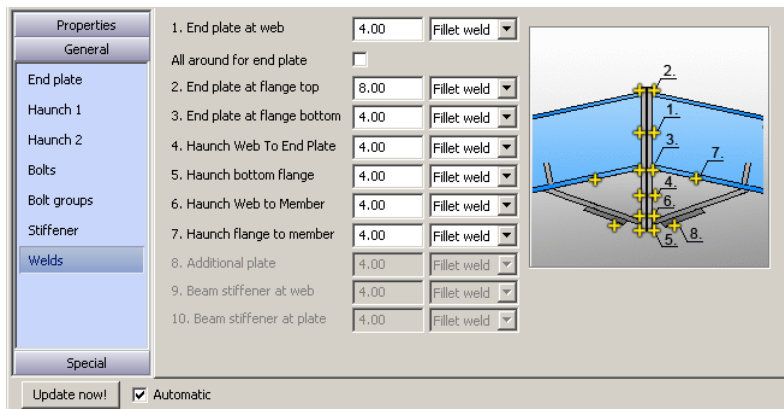 Properties
General
End plate
Haunch 1
Haunch 2
Bolts
Bolt groups
Stiffener
Welds
Special
1. End plate at web 4.00 Fillet weld
All around for end plate
2. End plate at flange top 8.00 Fillet weld
3. End plate at flange bottom 4.00 Fillet weld
4. Haunch Web To End Plate 4.00 Fillet weld
5. Haunch bottom flange 4.00 Fillet weld
6. Haunch Web to Member 4.00 Fillet weld
7. Haunch flange to member 4.00 Fillet weld
8. Additional plate 4.00 Fillet weld
9. Beam stiffener at web 4.00 Fillet weld
10. Beam stiffener at plate 4.00 Fillet weld
2.
1.
3.
7.
4.
6.
5. 8.
Update now! Automatic